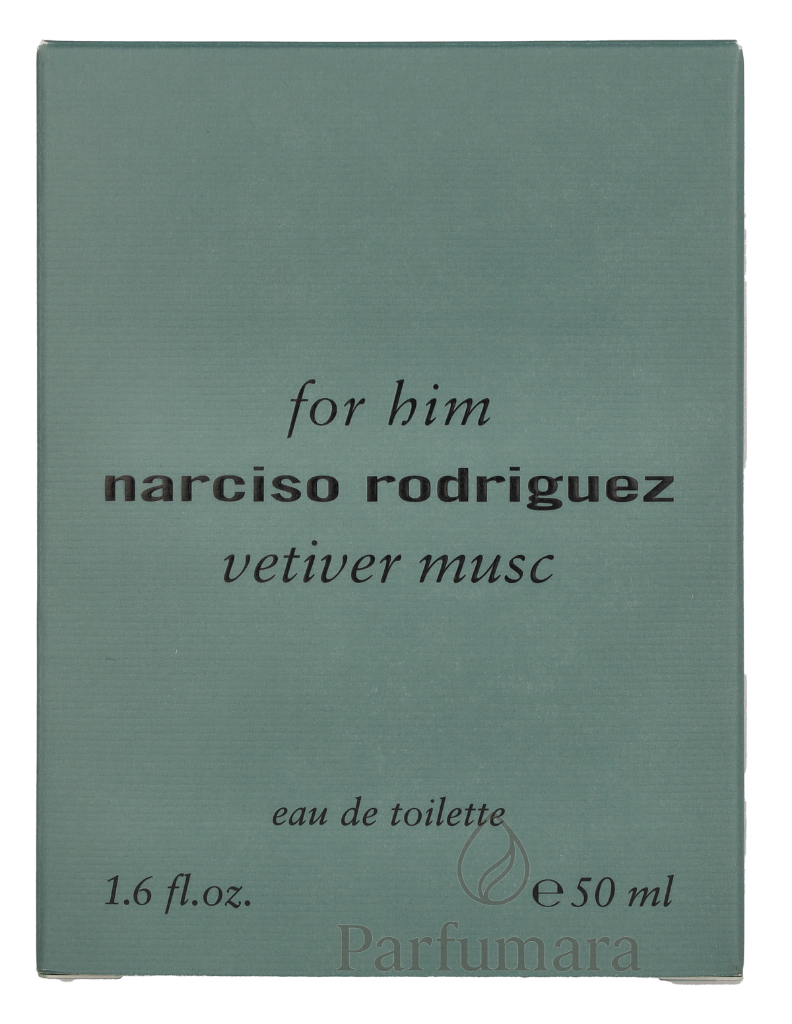 for him
narciso rodriguez
vetiver musc
eau de toilette
1.6 fl.oz. ℮50 ml
Parfumara